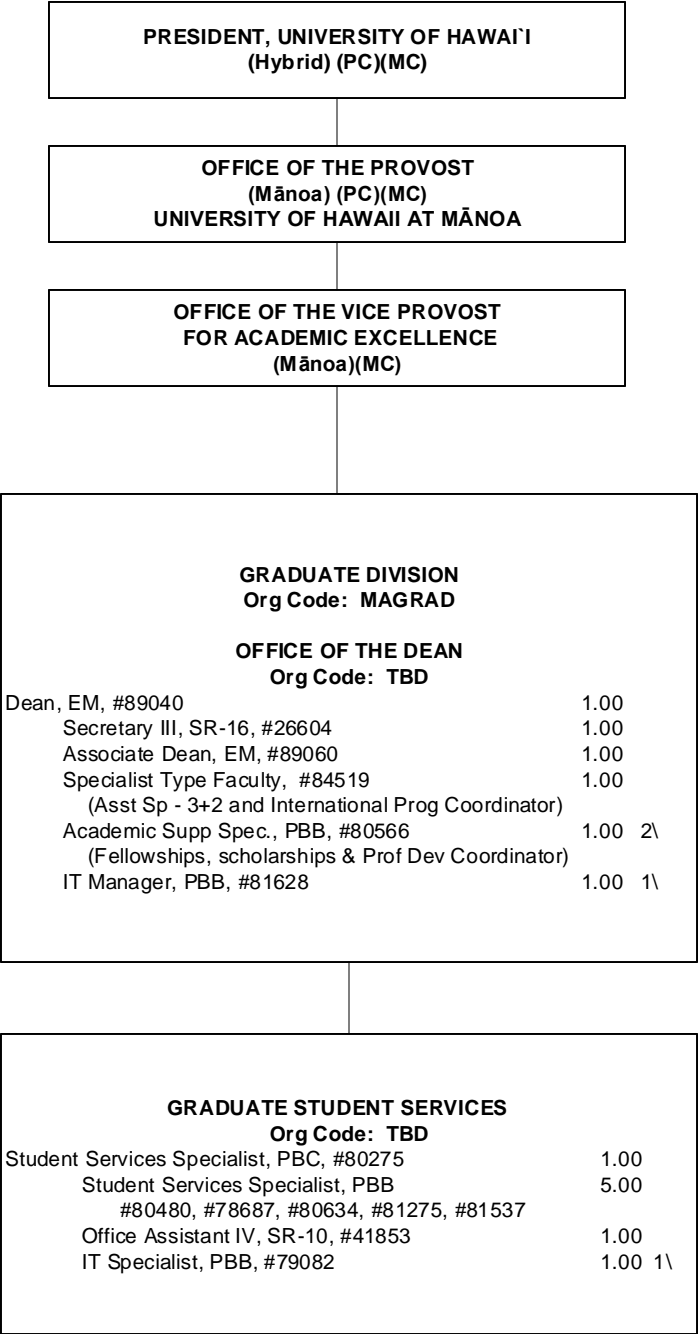 PRESIDENT, UNIVERSITY OF HAWAI`I
(Hybrid) (PC)(MC)
OFFICE OF THE PROVOST
(Mānoa) (PC)(MC)
UNIVERSITY OF HAWAII AT MĀNOA
OFFICE OF THE VICE PROVOST
FOR ACADEMIC EXCELLENCE
(Mānoa)(MC)
GRADUATE DIVISION
Org Code:  MAGRAD
OFFICE OF THE DEAN
Org Code:  TBD
Dean, EM, #89040 1.00
Secretary III, SR-16, #26604 1.00
Associate Dean, EM, #89060 1.00
Specialist Type Faculty,  #84519 1.00
(Asst Sp - 3+2 and International Prog Coordinator)
Academic Supp Spec., PBB, #80566 1.00 2\
(Fellowships, scholarships & Prof Dev Coordinator)
IT Manager, PBB, #81628 1.00 1\
GRADUATE STUDENT SERVICES
Org Code:  TBD
Student Services Specialist, PBC, #80275 1.00
Student Services Specialist, PBB 5.00
#80480, #78687, #80634, #81275, #81537
Office Assistant IV, SR-10, #41853 1.00
IT Specialist, PBB, #79082 1.00 1\